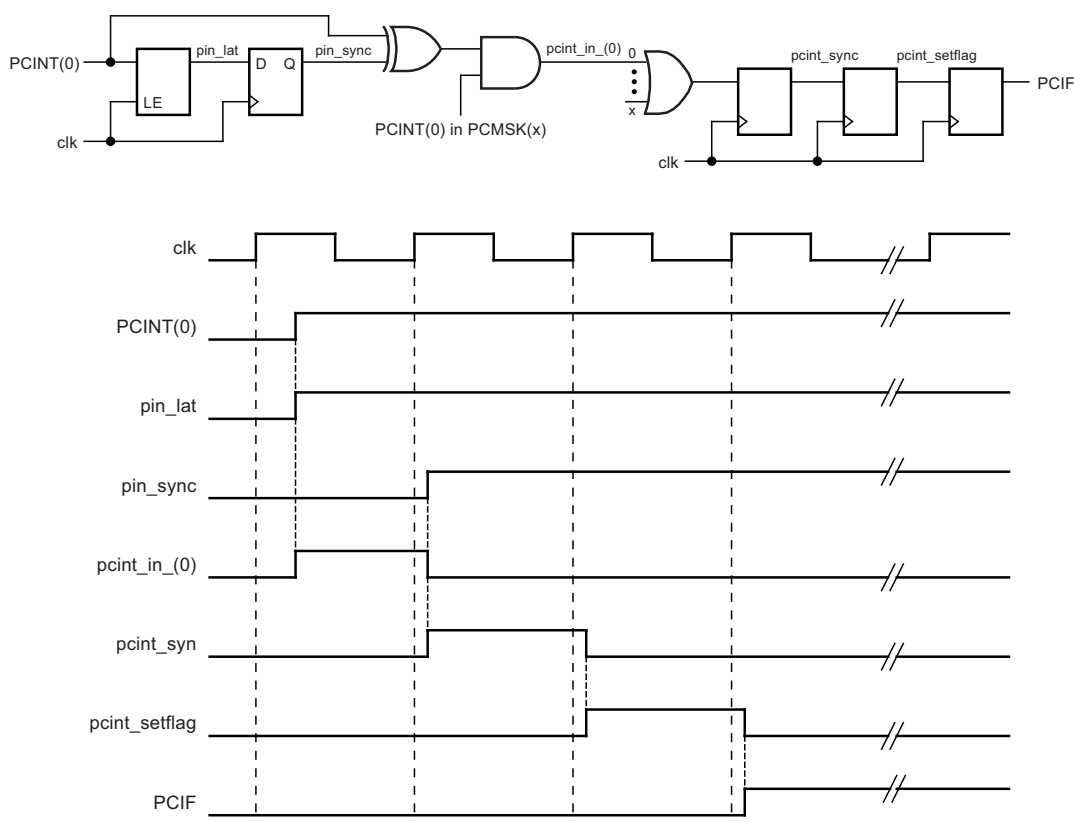 PCINT(0)
pin_lat
LE
D Q
pin_sync
clk
PCINT(0) in PCMSK(x)
pcint_in_(0)
0
x
pcint_sync
pcint_setflag
PCIF
clk
clk
PCINT(0)
pin_lat
pin_sync
pcint_in_(0)
pcint_syn
pcint_setflag
PCIF